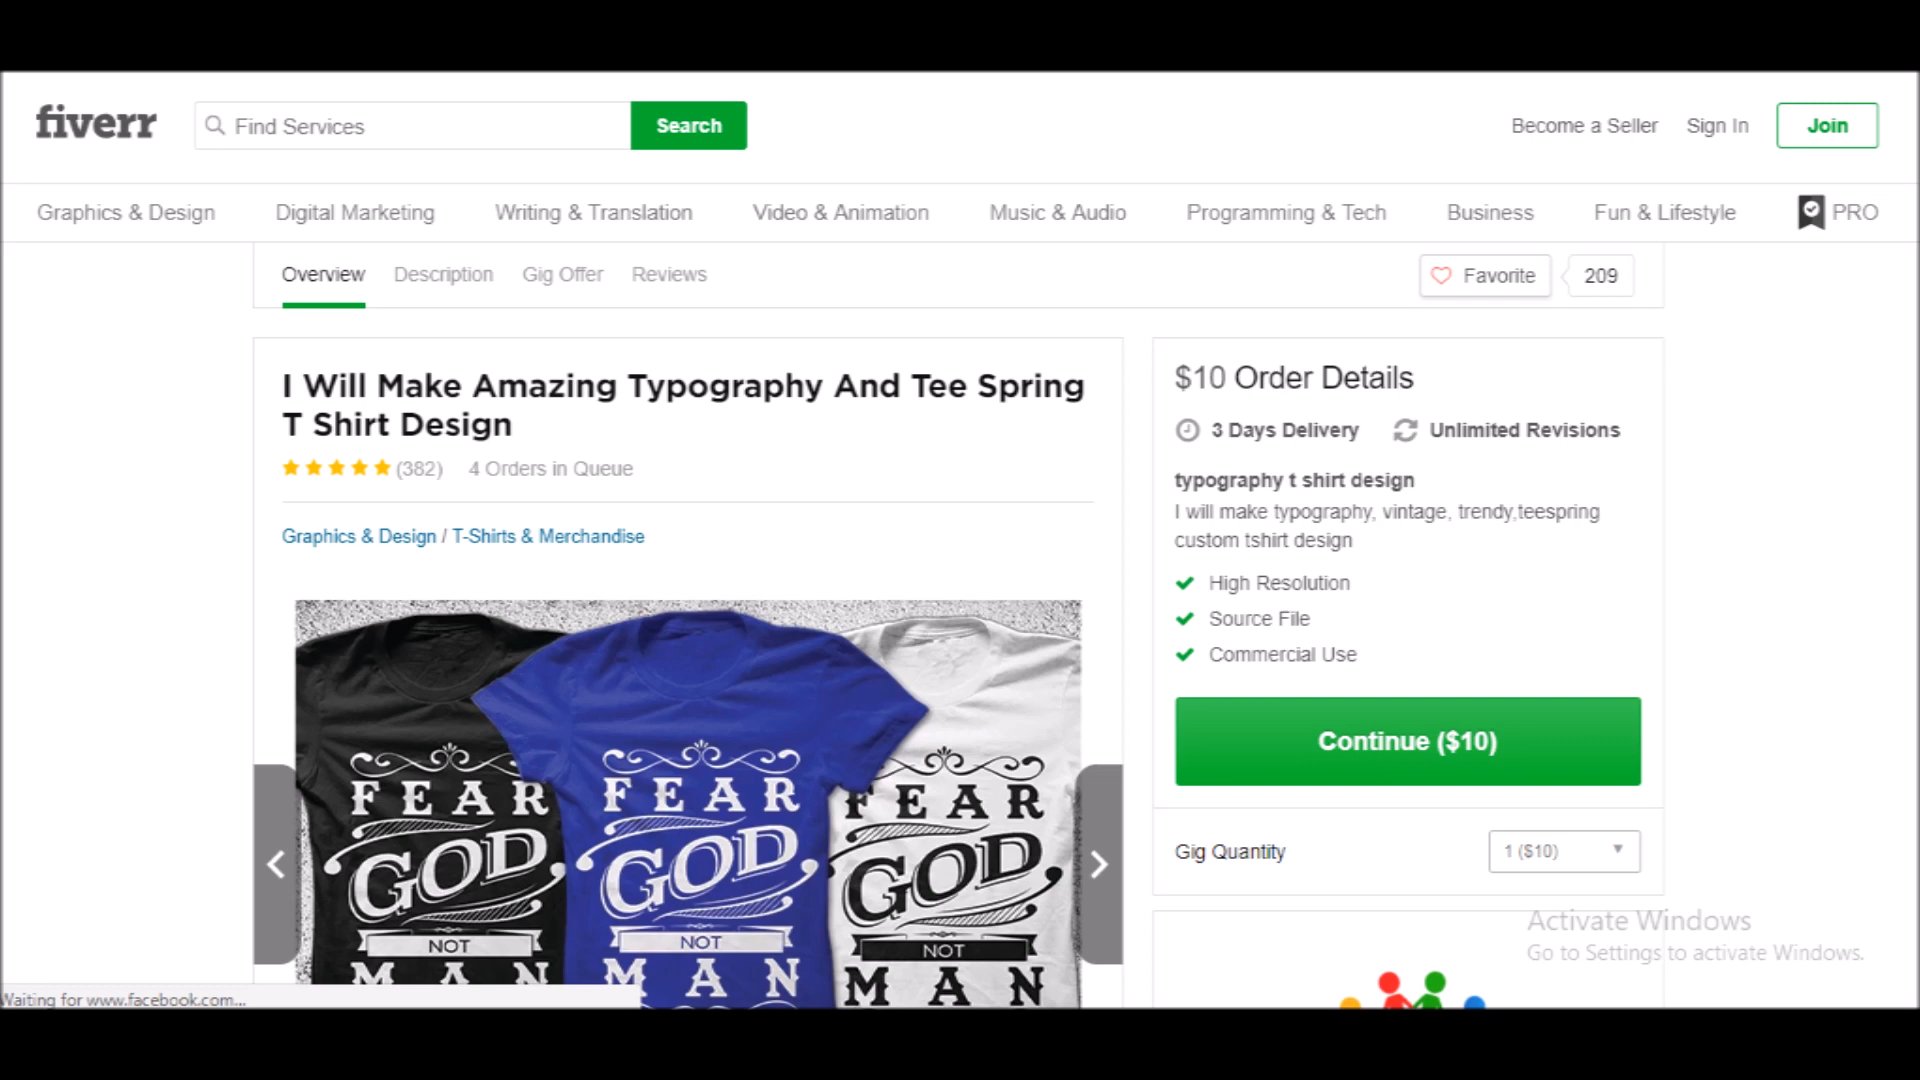 fiverr
Find Services
Search
Become a Seller
Sign In
Join
Graphics & Design
Digital Marketing
Writing & Translation
Video & Animation
Music & Audio
Programming & Tech
Business
Fun & Lifestyle
PRO
Overview
Description
Gig Offer
Reviews
Favorite
209
I Will Make Amazing Typography And Tee Spring
T Shirt Design
(382)
4 Orders in Queue
Graphics & Design / T-Shirts & Merchandise
FEAR
GOD
NOT
MAN
FEAR
GOD
NOT
MAN
FEAR
GOD
NOT
MAN
$10 Order Details
3 Days Delivery
Unlimited Revisions
typography t shirt design
I will make typography, vintage, trendy,teespring
custom tshirt design
High Resolution
Source File
Commercial Use
Continue ($10)
Gig Quantity
1 ($10)
Activate Windows
Go to Settings to activate Windows.
Waiting for www.facebook.com...